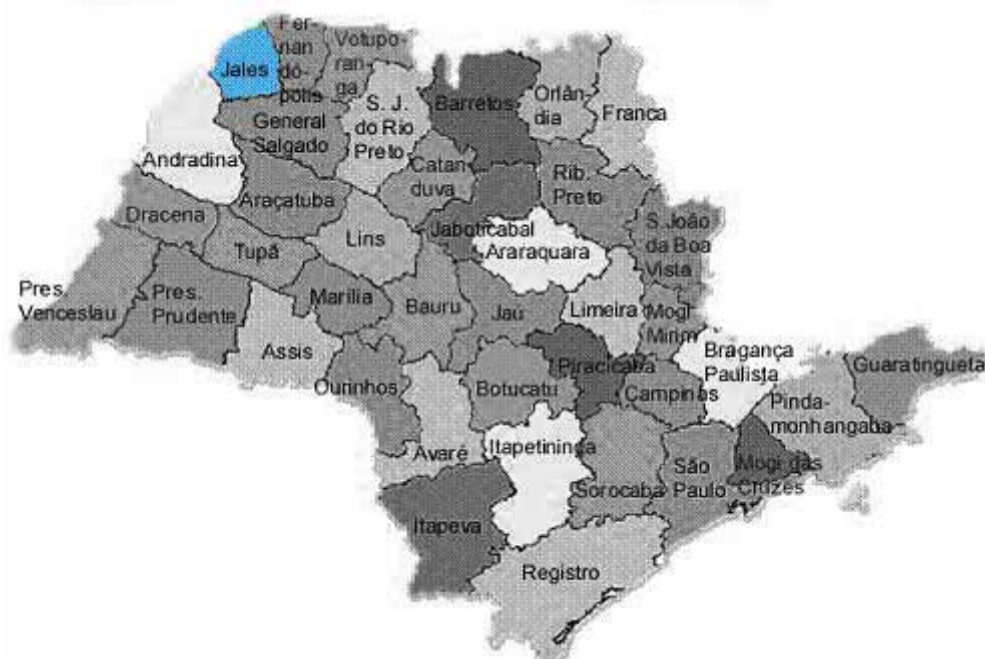 Jales
Fer-
nan
dó-
polis
Votupo-
ranga
General
Salgado
S. J.
do Rio
Preto
Barretos
Orlân-
dia
Franca
Andradina
Araçatuba
Catan
duva
Rib.
Preto
Dracena
Tupã
Lins
Jaboticabal
Araraquara
S.João
da Boa
Vista
Pres.
Venceslau
Pres.
Prudente
Marília
Bauru
Jaú
Limeira
Mogi
Mirim
Assis
Ourinhos
Botucatu
Piracicaba
Campinas
Bragança
Paulista
Guaratingueta
Pinda-
monhangaba
Avaré
Itapetininga
Sorocaba
São
Paulo
Mogi das
Cruzes
Itapeva
Registro